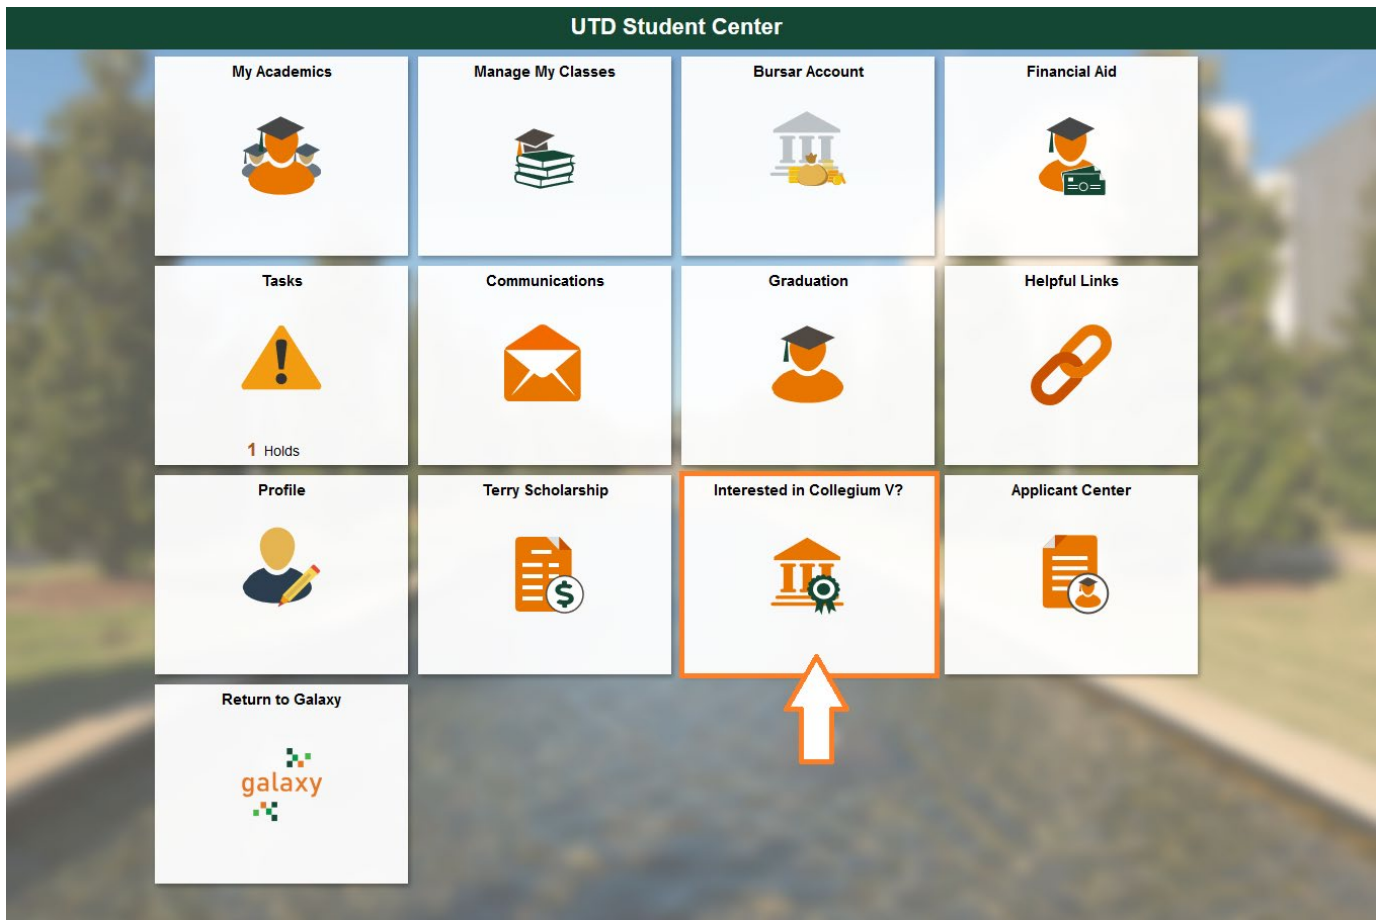 UTD Student Center
My Academics
Manage My Classes
Bursar Account
Financial Aid
Tasks
1 Holds
Communications
Graduation
Helpful Links
Profile
Terry Scholarship
Interested in Collegium V?
Applicant Center
Return to Galaxy
galaxy